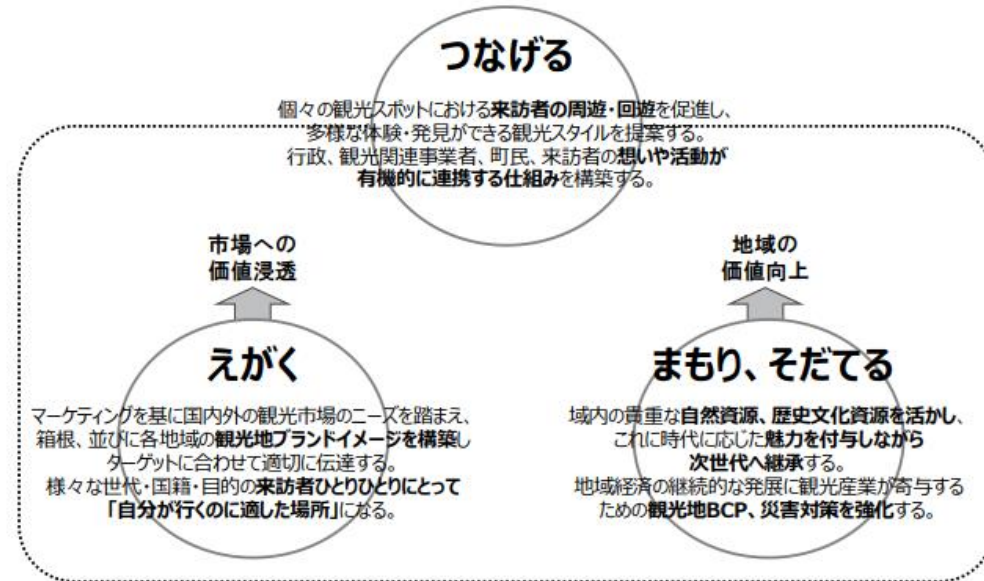 つなげる
個々の観光スポットにおける来訪者の周遊・回遊を促進し、
多様な体験・発見ができる観光スタイルを提案する。
行政、観光関連事業者、町民、来訪者の想いや活動が
有機的に連携する仕組みを構築する。
市場への
価値浸透
えがく
マーケティングを基に国内外の観光市場のニーズを踏まえ、
箱根、並びに各地域の観光地ブランドイメージを構築し
ターゲットに合わせて適切に伝達する。
様々な世代・国籍・目的の来訪者ひとりひとりにとって
「自分が行くのに適した場所」になる。
地域の
価値向上
まもり、そだてる
域内の貴重な自然資源、歴史文化資源を活かし、
これに時代に応じた魅力を付与しながら
次世代へ継承する。
地域経済の継続的な発展に観光産業が寄与する
ための観光地BCP、災害対策を強化する。